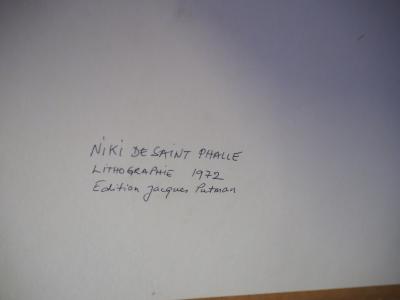 NIKI DE SAINT PHALLE
LITHOGRAPHIE 1972
Edition Jacques Putman